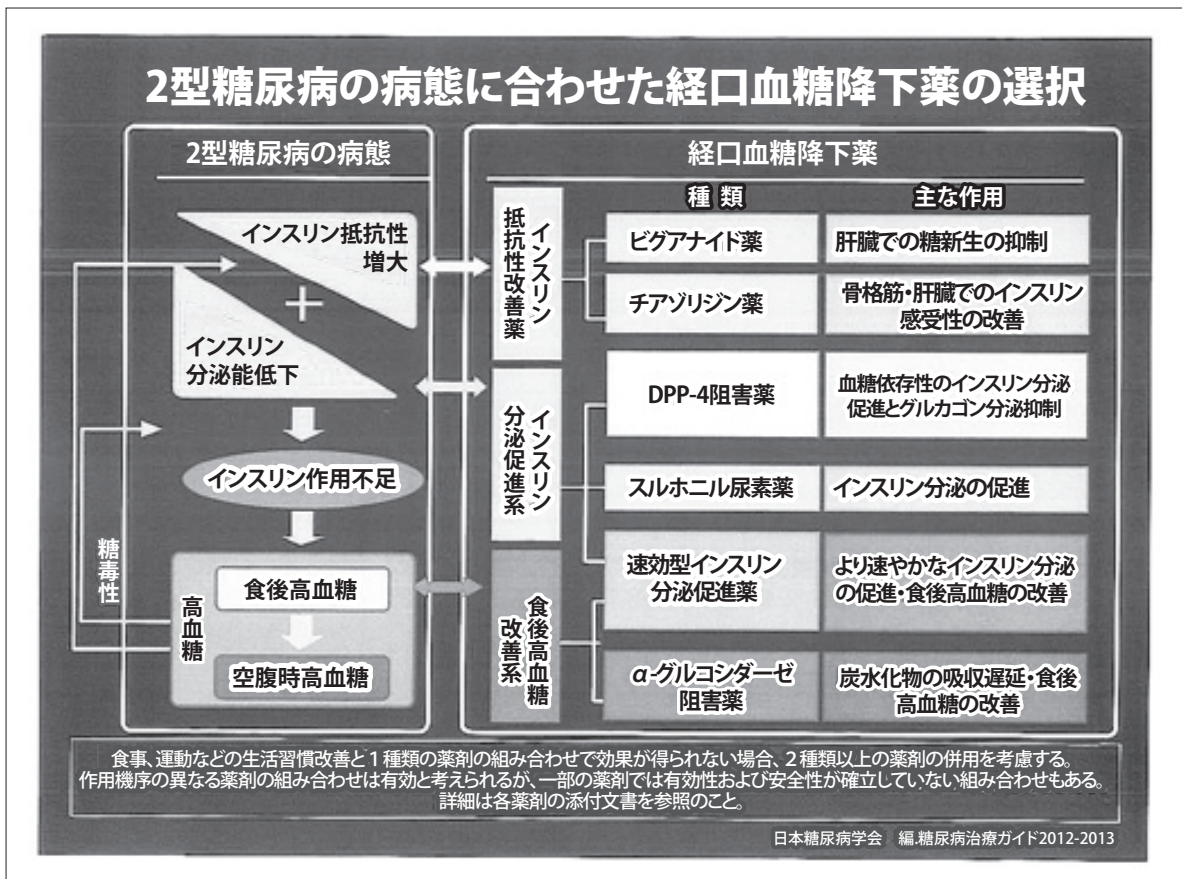 2型糖尿病の病態に合わせた経口血糖降下薬の選択
2型糖尿病の病態
インスリン抵抗性
増大
+
インスリン
分泌能低下
インスリン作用不足
糖毒性
高血糖
食後高血糖
空腹時高血糖
経口血糖降下薬
種類
主な作用
インスリン
抵抗性改善薬
ビグアナイド薬
肝臓での糖新生の抑制
チアゾリジン薬
骨格筋・肝臓でのインスリン
感受性の改善
インスリン
分泌促進系
DPP-4阻害薬
血糖依存性のインスリン分泌
促進とグルカゴン分泌抑制
スルホニル尿素薬
インスリン分泌の促進
速効型インスリン
分泌促進薬
より速やかなインスリン分泌
の促進・食後高血糖の改善
食後高血糖
改善系
α-グルコシダーゼ
阻害薬
炭水化物の吸収遅延・食後
高血糖の改善
食事、運動などの生活習慣改善と1種類の薬剤の組み合わせで効果が得られない場合、2種類以上の薬剤の併用を考慮する。
作用機序の異なる薬剤の組み合わせは有効と考えられるが、一部の薬剤では有効性および安全性が確立していない組み合わせもある。
詳細は各薬剤の添付文書を参照のこと。
日本糖尿病学会 編.糖尿病治療ガイド2012-2013